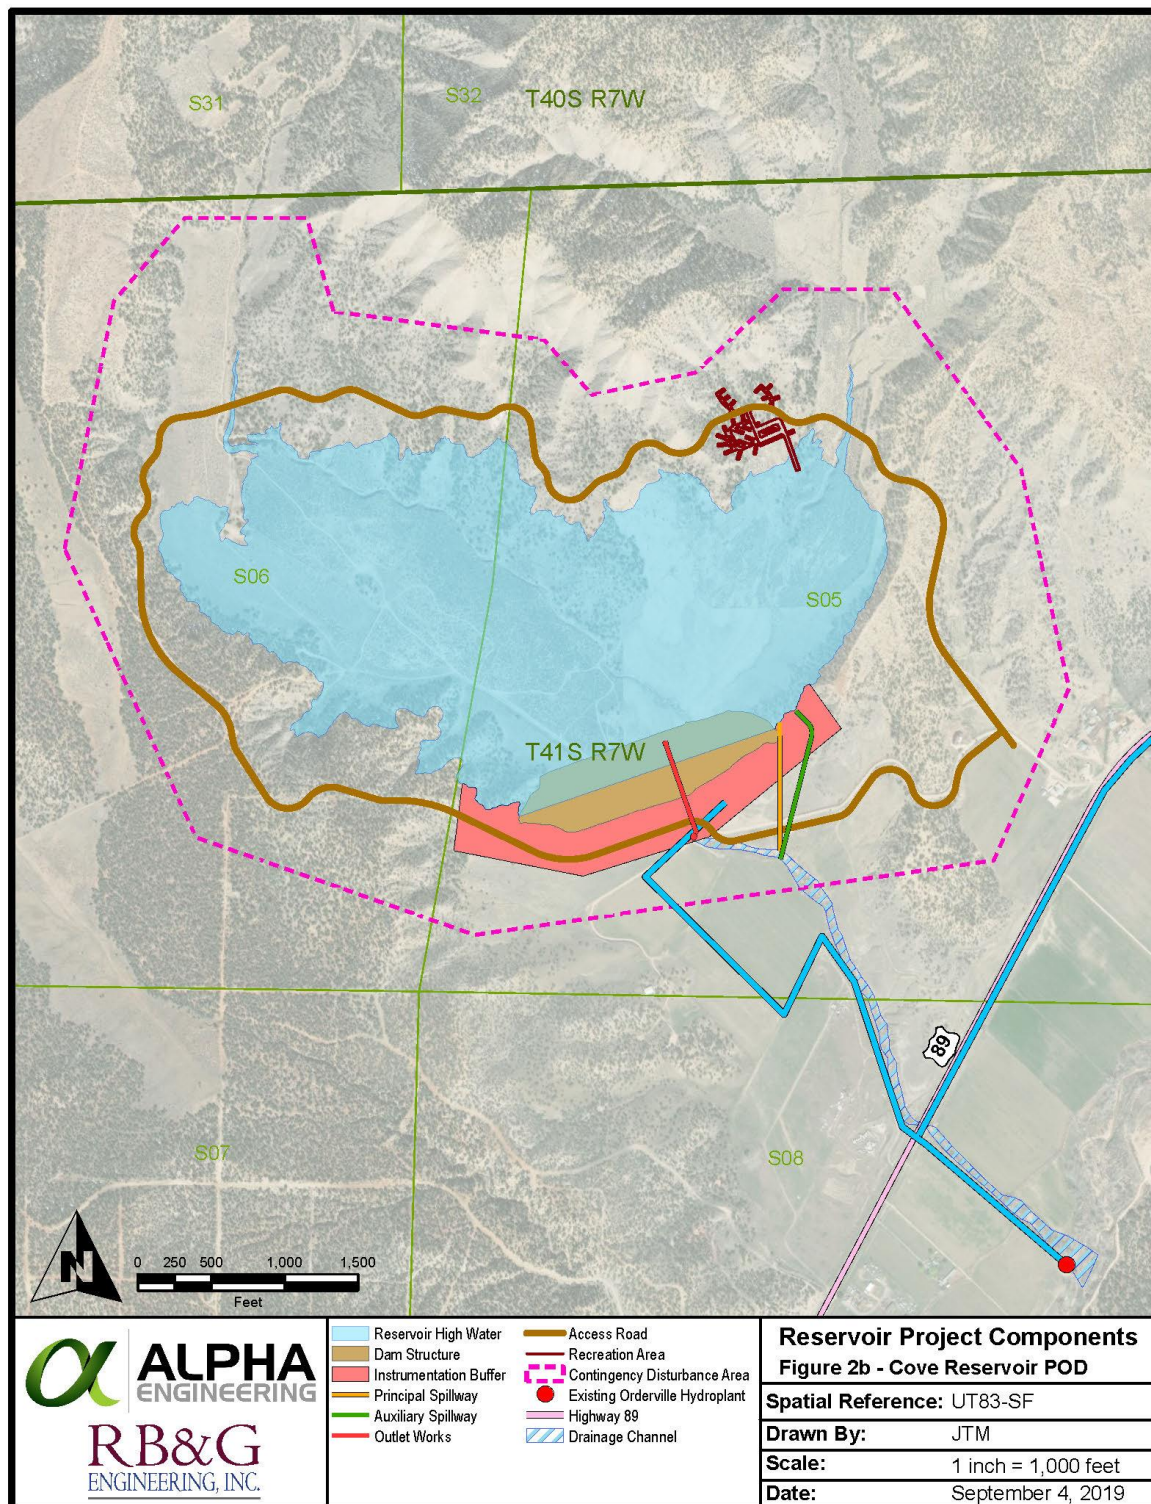 S31
S32
T40S R7W
S06
S05
T41S R7W
89
S07
S08
N
0 250 500 1,000 1,500
Feet
ALPHA
ENGINEERING
RB&G
ENGINEERING, INC.
Reservoir High Water
Dam Structure
Instrumentation Buffer
Principal Spillway
Auxiliary Spillway
Outlet Works
Access Road
Recreation Area
Contingency Disturbance Area
Existing Orderville Hydroplant
Highway 89
Drainage Channel
Reservoir Project Components
Figure 2b - Cove Reservoir POD
Spatial Reference: UT83-SF
Drawn By: JTM
Scale: 1 inch = 1,000 feet
Date: September 4, 2019